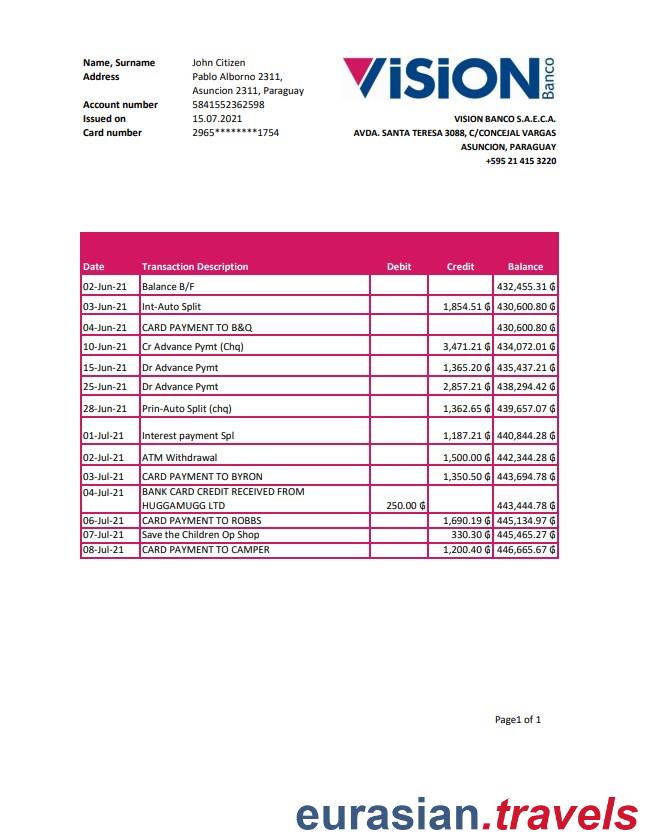 Name, Surname John Citizen
Address Pablo Alborno 2311,
Asuncion 2311, Paraguay
Account number 5841552362598
Issued on 15.07.2021
Card number 2965********1754
ViSiON Banco
VISION BANCO S.A.E.C.A.
AVDA. SANTA TERESA 3088, C/CONCEJAL VARGAS
ASUNCION, PARAGUAY
+595 21 415 3220
Date Transaction Description Debit Credit Balance
02-Jun-21 Balance B/F 432,455.31 ₲
03-Jun-21 Int-Auto Split 1,854.51 ₲ 430,600.80 ₲
04-Jun-21 CARD PAYMENT TO B&Q 430,600.80 ₲
10-Jun-21 Cr Advance Pymt (Chq) 3,471.21 ₲ 434,072.01 ₲
15-Jun-21 Dr Advance Pymt 1,365.20 ₲ 435,437.21 ₲
25-Jun-21 Dr Advance Pymt 2,857.21 ₲ 438,294.42 ₲
28-Jun-21 Prin-Auto Split (chq) 1,362.65 ₲ 439,657.07 ₲
01-Jul-21 Interest payment Spl 1,187.21 ₲ 440,844.28 ₲
02-Jul-21 ATM Withdrawal 1,500.00 ₲ 442,344.28 ₲
03-Jul-21 CARD PAYMENT TO BYRON 1,350.50 ₲ 443,694.78 ₲
04-Jul-21 BANK CARD CREDIT RECEIVED FROM
HUGGAMUGG LTD 250.00 ₲ 443,444.78 ₲
06-Jul-21 CARD PAYMENT TO ROBBS 1,690.19 ₲ 445,134.97 ₲
07-Jul-21 Save the Children Op Shop 330.30 ₲ 445,465.27 ₲
08-Jul-21 CARD PAYMENT TO CAMPER 1,200.40 ₲ 446,665.67 ₲
Page1 of 1
eurasian.travels